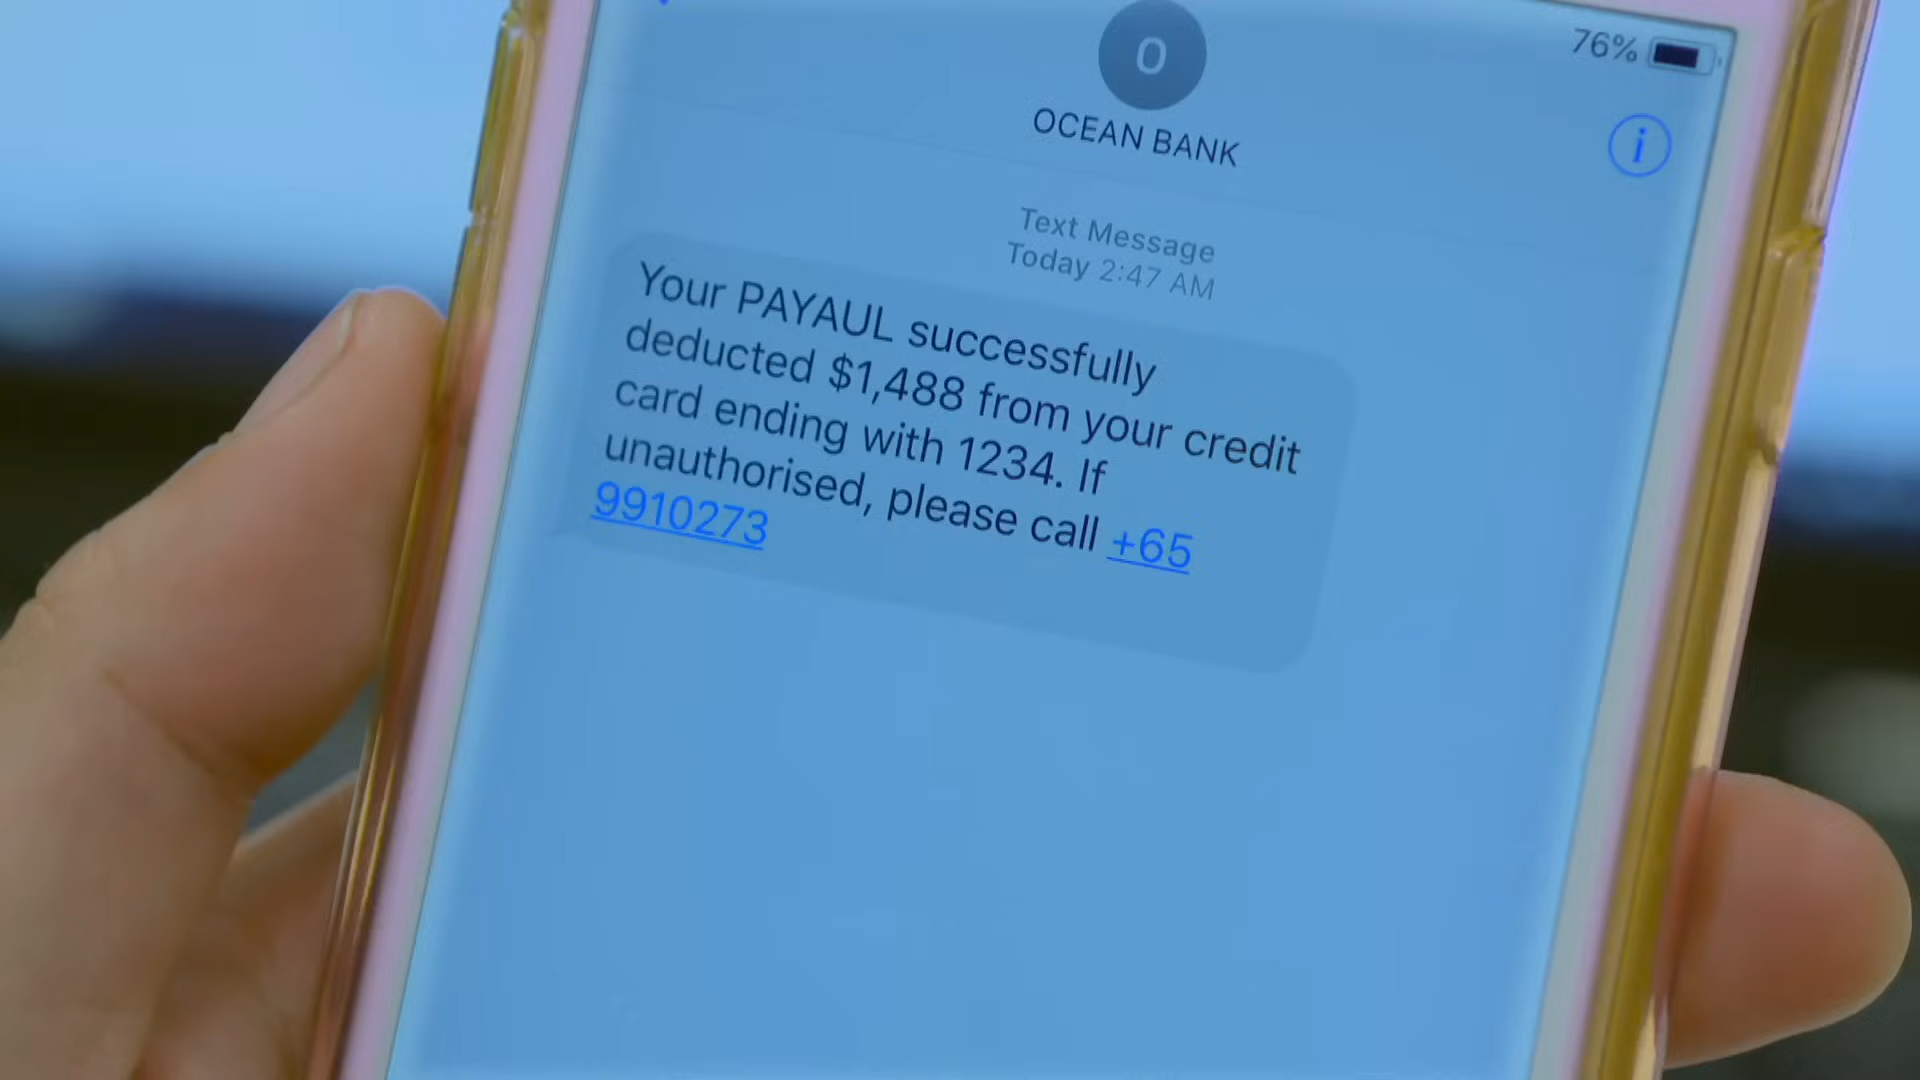 76%
O
OCEAN BANK
i
Text Message
Today 2:47 AM
Your PAYAUL successfully
deducted $1,488 from your credit
card ending with 1234. If
unauthorised, please call +65
9910273